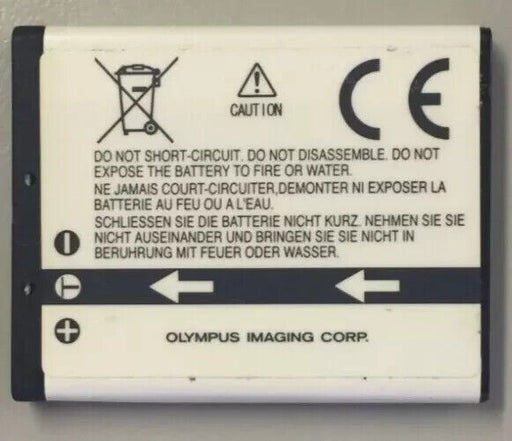 CAUTION
CE
DO NOT SHORT-CIRCUIT. DO NOT DISASSEMBLE. DO NOT
EXPOSE THE BATTERY TO FIRE OR WATER.
NE JAMAIS COURT-CIRCUITER,DEMONTER NI EXPOSER LA
BATTERIE AU FEU OU A L'EAU.
SCHLIESSEN SIE DIE BATTERIE NICHT KURZ. NEHMEN SIE SIE
NICHT AUSEINANDER UND BRINGEN SIE SIE NICHT IN
BERUHRUNG MIT FEUER ODER WASSER.
T
OLYMPUS IMAGING CORP.